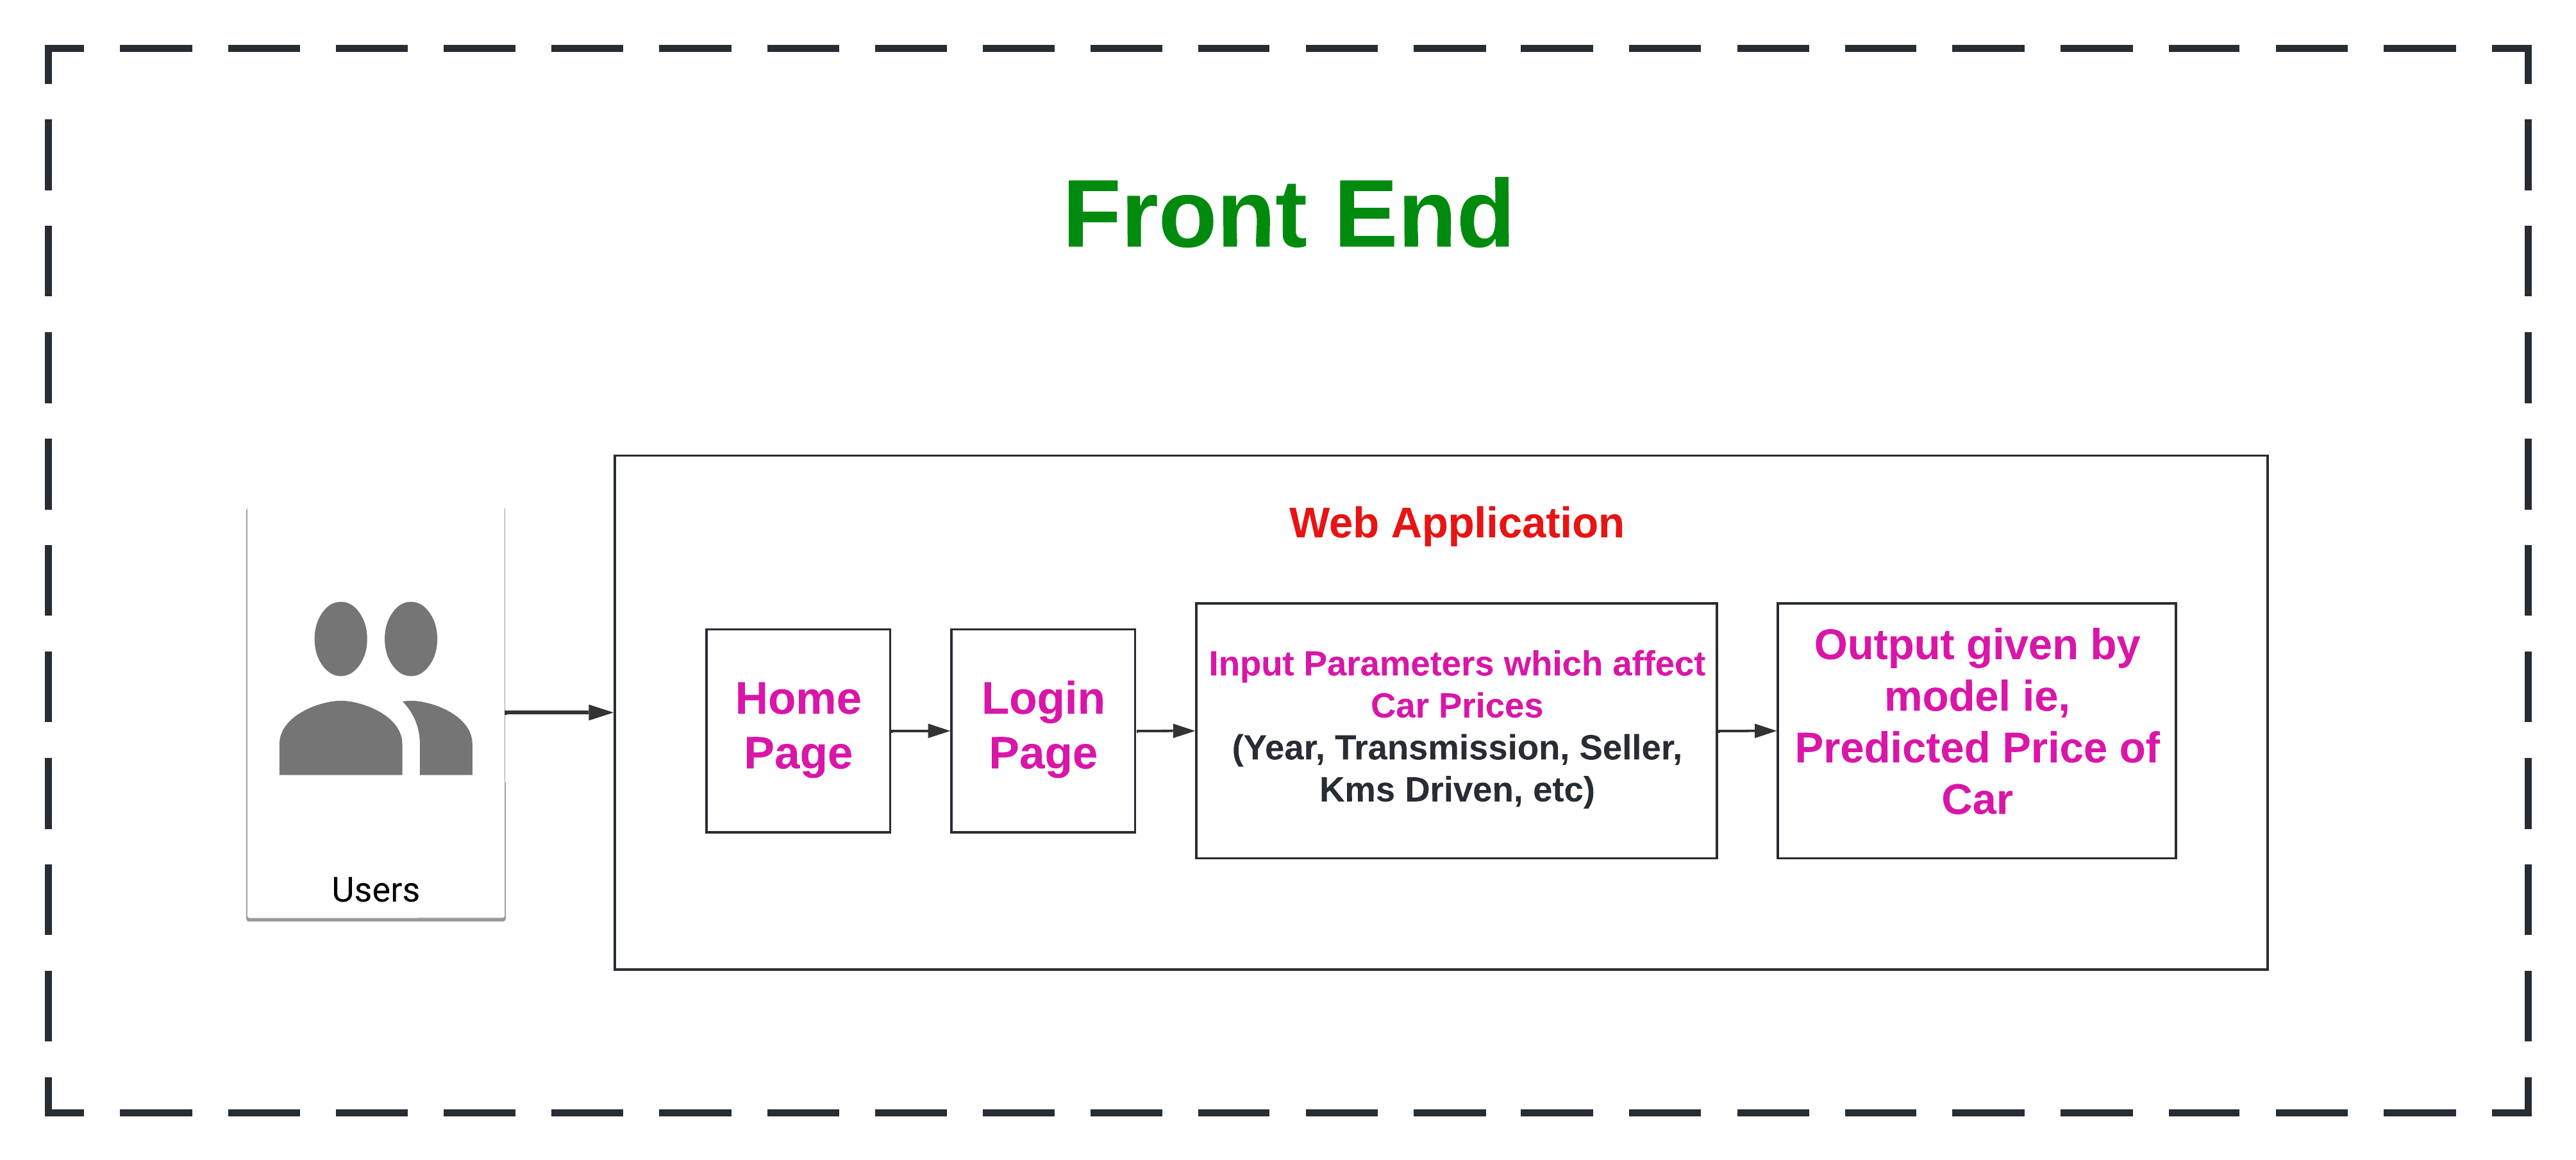 Front End
Web Application
Home
Page
Login
Page
Input Parameters which affect
Car Prices
(Year, Transmission, Seller,
Kms Driven, etc)
Output given by
model ie,
Predicted Price of
Car
Users